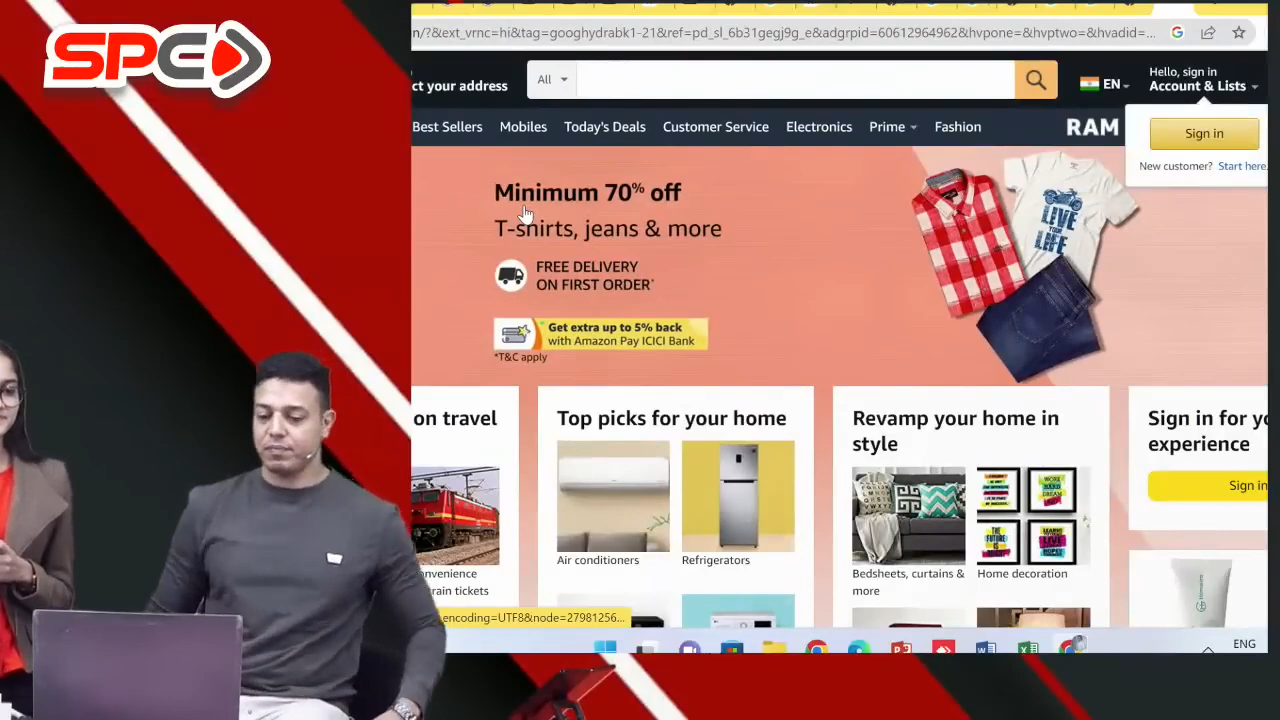 SPED
n/?&ext_vrnc=hi&tag=googhydrabk1-21&ref=pd_sl_6b31gegj9g_e&adgrpid=60612964962&hvpone=&hvptwo=&hvadid=...
ct your address
All
EN
Hello, sign in
Account & Lists
Best Sellers
Mobiles
Today's Deals
Customer Service
Electronics
Prime
Fashion
RAM
Sign in
New customer? Start here.
Minimum 70% off
T-shirts, jeans & more
FREE DELIVERY
ON FIRST ORDER*
Get extra up to 5% back
with Amazon Pay ICICI Bank
*T&C apply
LIVE
YOUR
LIFE
on travel
Top picks for your home
Revamp your home in
style
Sign in for yo
experience
Sign in
Air conditioners
Refrigerators
nvenience
rain tickets
Bedsheets, curtains &
more
Home decoration
encoding=UTF8&node=27981256...
ENG